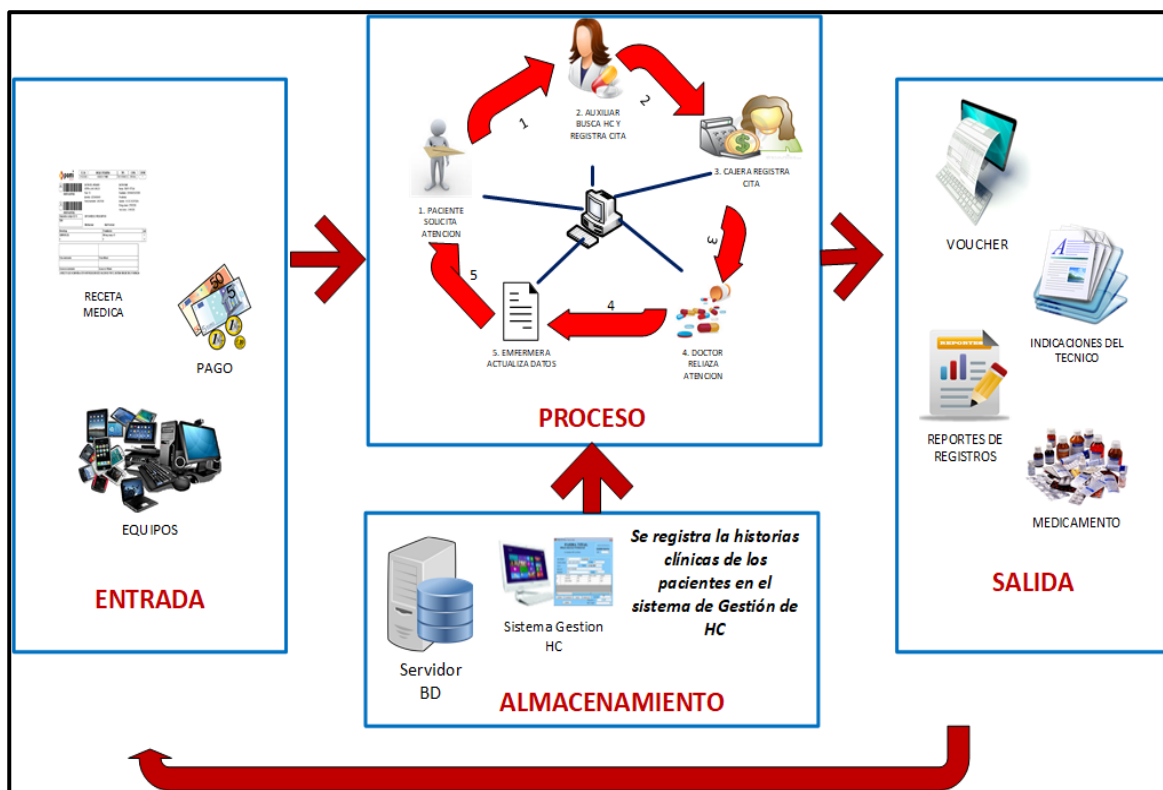 RECETA
MEDICA
PAGO
EQUIPOS
ENTRADA
1
2
3
4
5
1. PACIENTE
SOLICITA
ATENCION
2. AUXILIAR
BUSCA HC Y
REGISTRA CITA
3. CAJERA REGISTRA
CITA
4. DOCTOR
RELIAZA
ATENCION
5. EMFERMERA
ACTUALIZA DATOS
PROCESO
Servidor
BD
Sistema Gestion
HC
Se registra la historias
clínicas de los
pacientes en el
sistema de Gestión de
HC
ALMACENAMIENTO
VOUCHER
INDICACIONES DEL
TECNICO
REPORTES
REPORTES DE
REGISTROS
MEDICAMENTO
SALIDA